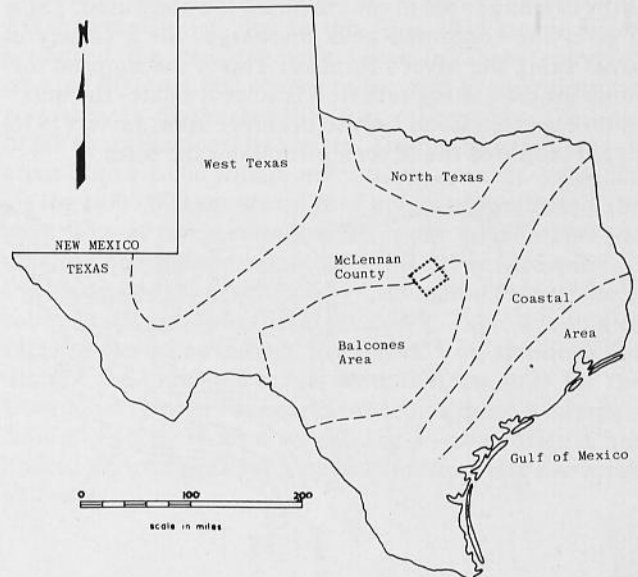 N
West Texas
North Texas
NEW MEXICO
TEXAS
McLennan
County
Coastal
Area
Balcones
Area
Gulf of Mexico
0 100 200
scale in miles